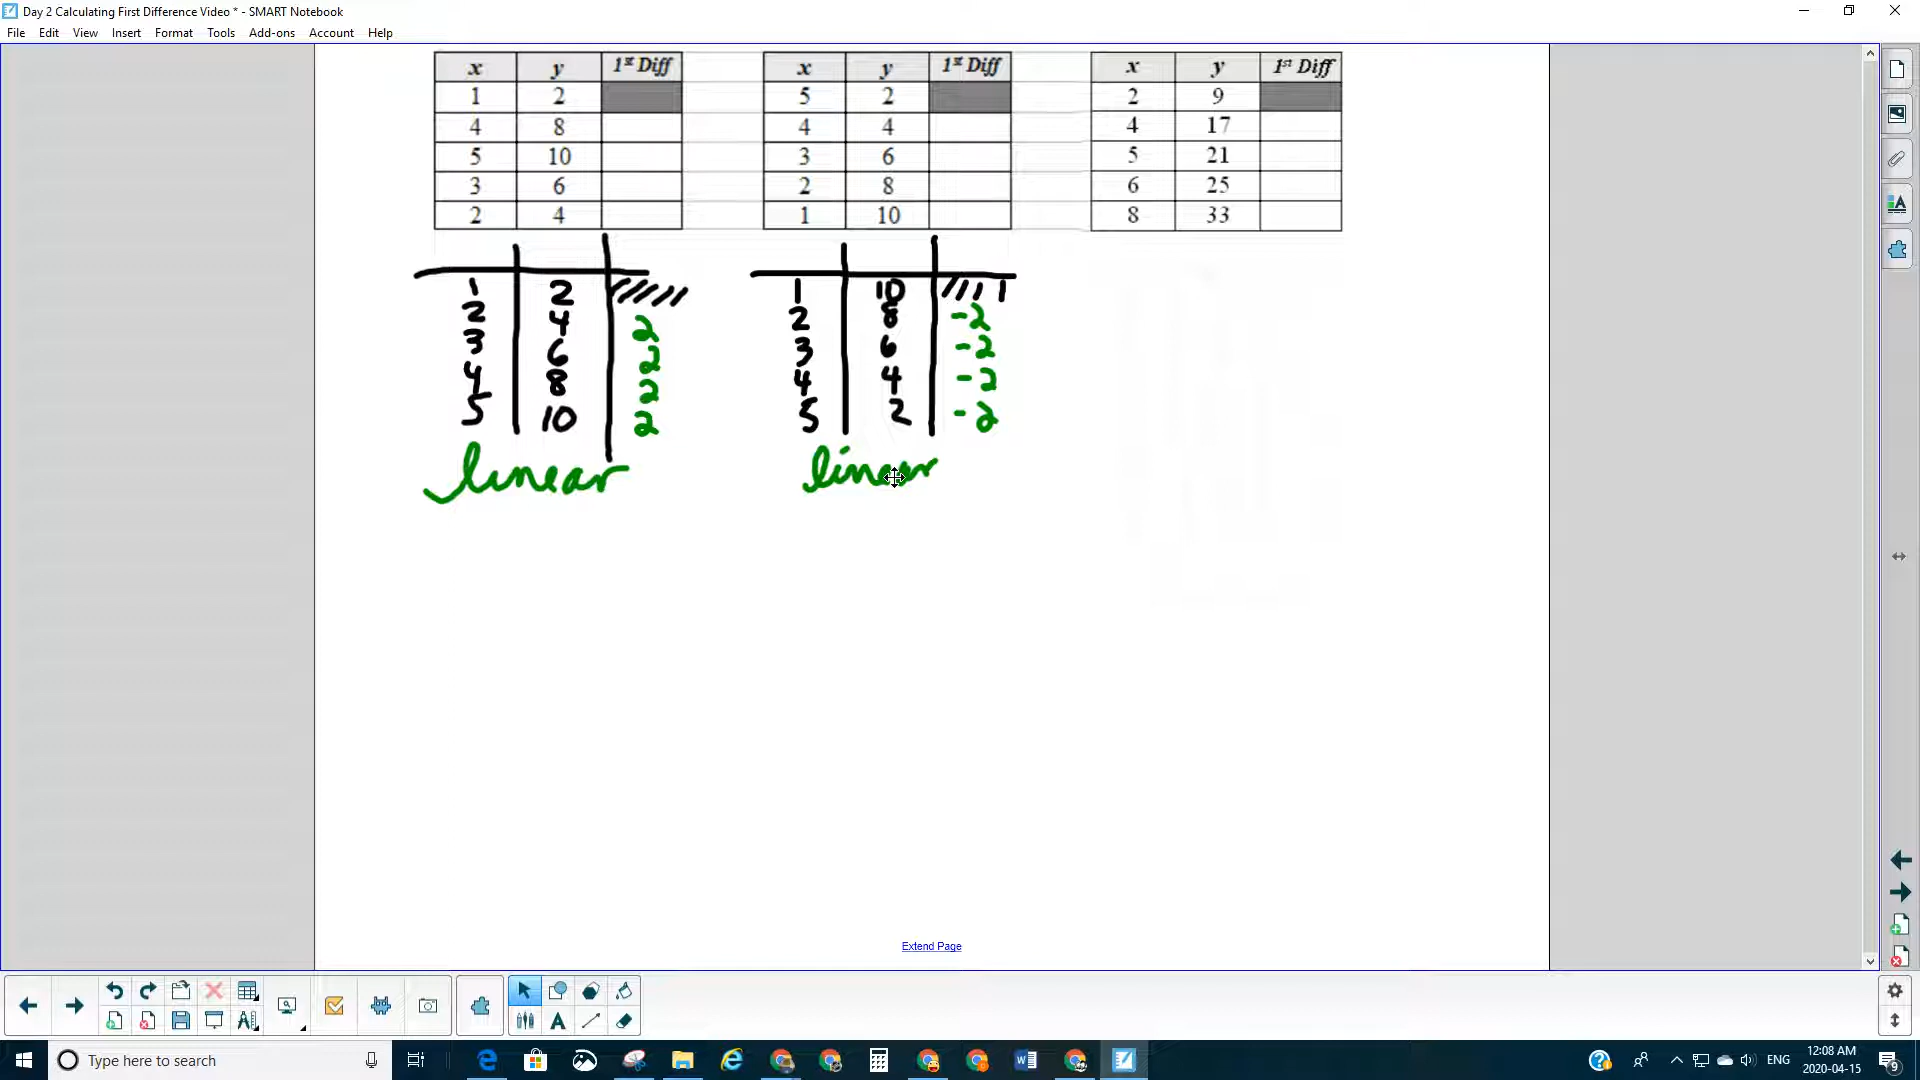 Day 2 Calculating First Difference Video * - SMART Notebook
File Edit View Insert Format Tools Add-ons Account Help
x y 1st Diff
1 2
4 8
5 10
3 6
2 4
x y 1st Diff
5 2
4 4
3 6
2 8
1 10
x y 1st Diff
2 9
4 17
5 21
6 25
8 33
1 2
2 4 2
3 6 2
4 8 2
5 10 2
linear
1 10
2 8 -2
3 6 -2
4 4 -2
5 2 -2
linear
Extend Page
Type here to search
ENG
12:08 AM
2020-04-15
9